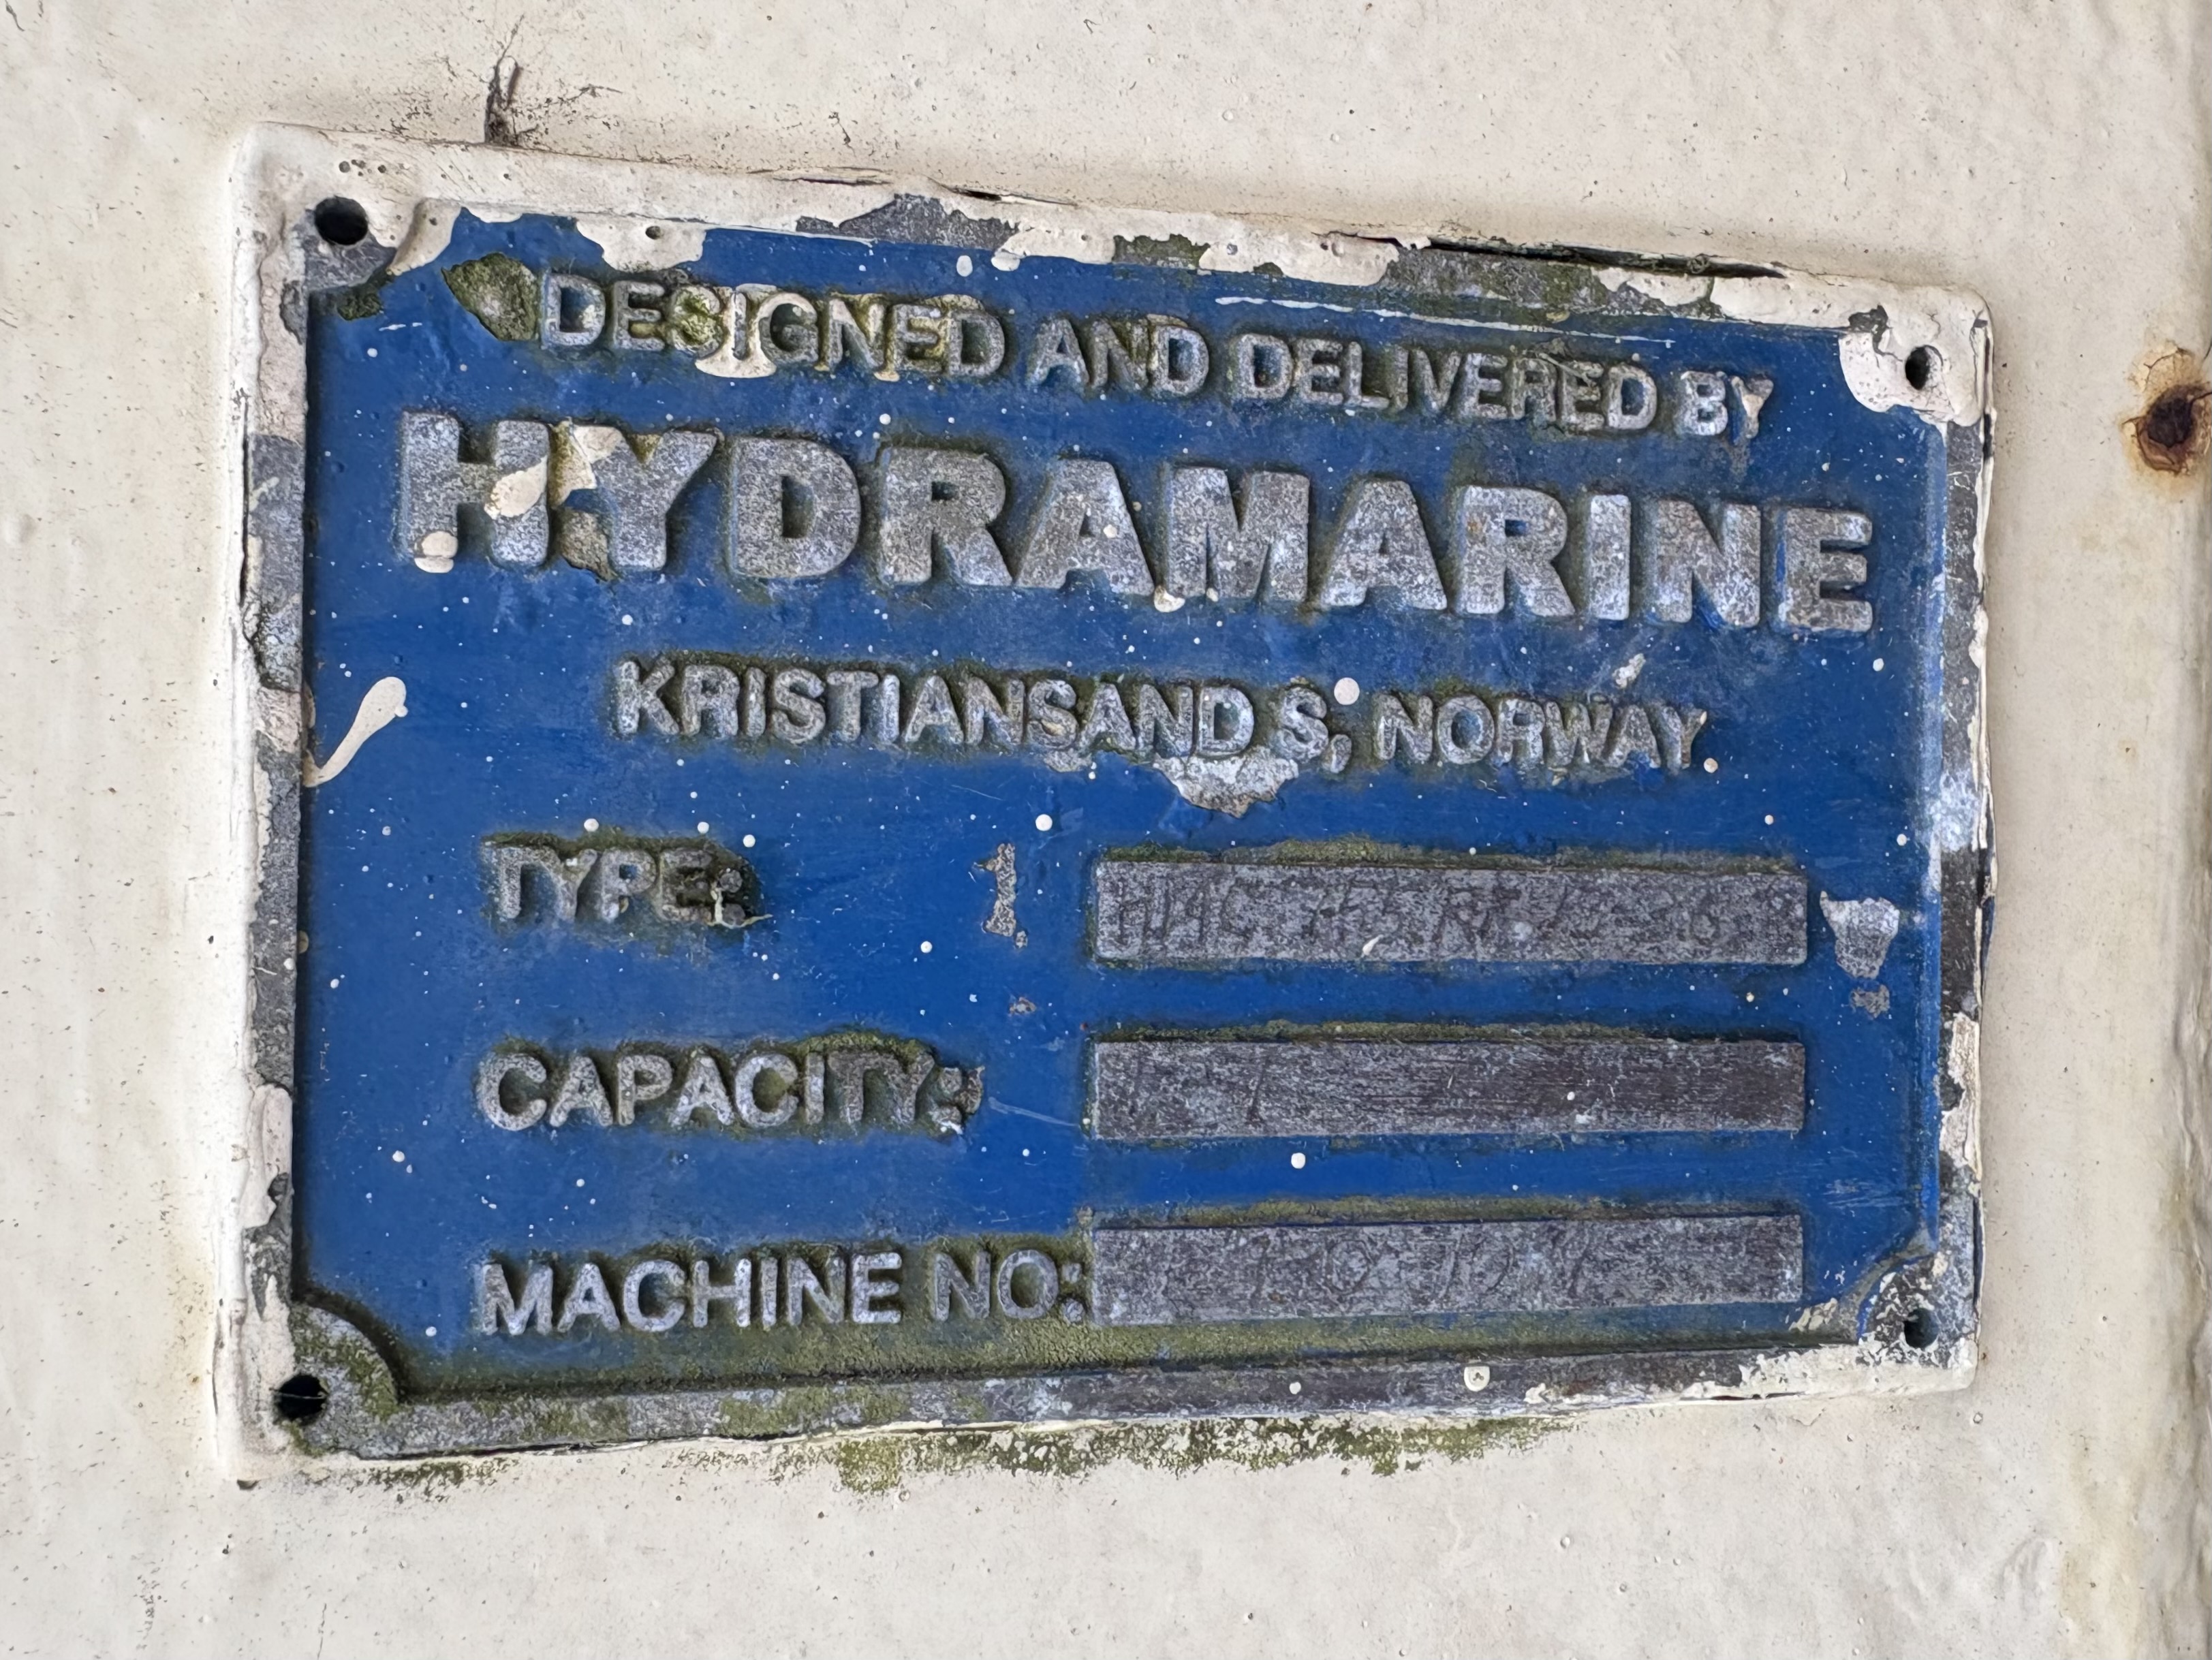 DESIGNED AND DELIVERED BY
HYDRAMARINE
KRISTIANSAND S, NORWAY
TYPE:
CAPACITY:
MACHINE NO: